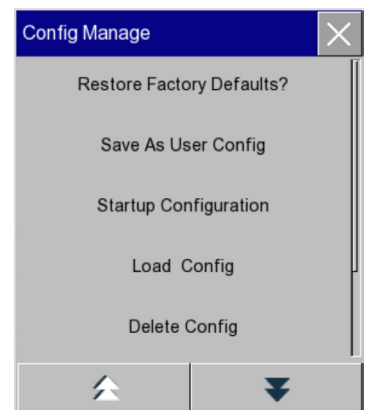 Config Manage
Restore Factory Defaults?
Save As User Config
Startup Configuration
Load Config
Delete Config